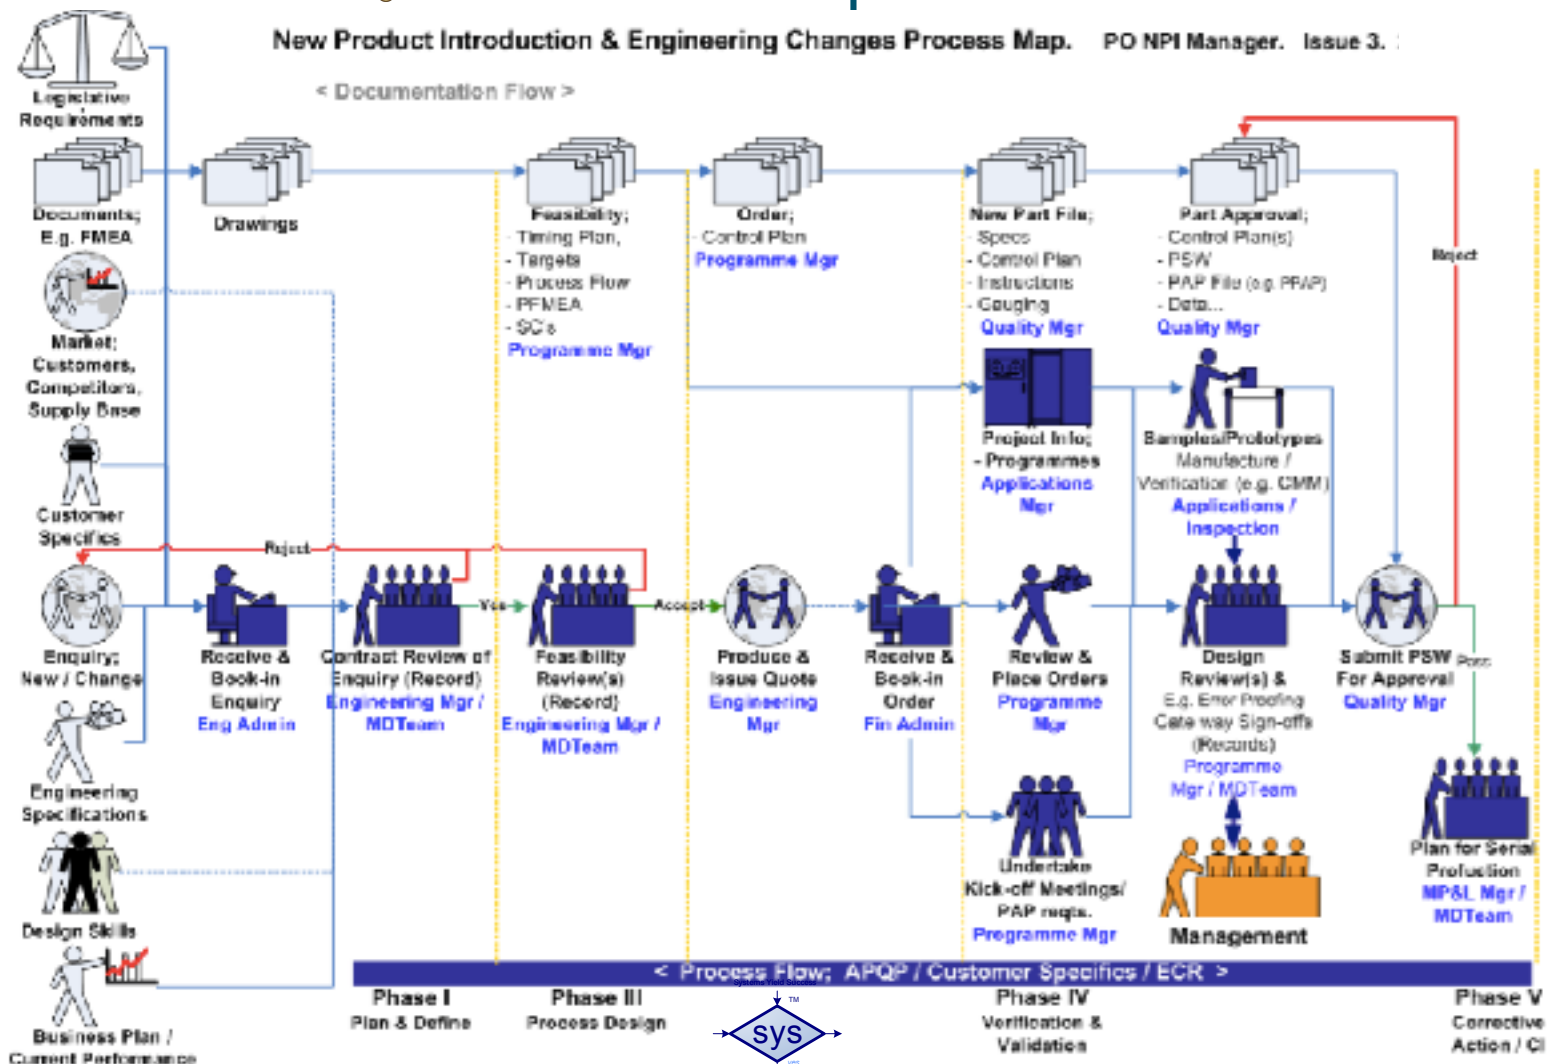 New Product Introduction & Engineering Changes Process Map. PO NPI Manager. Issue 3.
< Documentation Flow >
Legislative
Requirements
Documents;
E.g. FMEA
Drawings
Feasibility;
- Timing Plan,
- Targets
- Process Flow
- PFMEA
- SC's
Programme Mgr
Order;
- Control Plan
Programme Mgr
New Part File;
- Specs
- Control Plan
- Instructions
- Gauging
Quality Mgr
Part Approval;
- Control Plan(s)
- PSW
- PAP File (e.g. PPAP)
- Data...
Quality Mgr
Reject
Market;
Customers,
Competitors,
Supply Base
Project Info;
- Programmes
Applications
Mgr
Samples/Prototypes
Manufacture /
Verification (e.g. CMM)
Applications /
Inspection
Customer
Specifics
Reject
Yes
Accept
Enquiry;
New / Change
Receive &
Book-in
Enquiry
Eng Admin
Contrast Review of
Enquiry (Record)
Engineering Mgr /
MDTeam
Feasibility
Review(s)
(Record)
Engineering Mgr /
MDTeam
Produce &
Issue Quote
Engineering
Mgr
Receive &
Book-in
Order
Fin Admin
Review &
Place Orders
Programme
Mgr
Design
Review(s) &
E.g. Error Proofing
Gate way Sign-offs
(Records)
Programme
Mgr / MDTeam
Submit PSW
For Approval
Quality Mgr
Pass
Engineering
Specifications
Undertake
Kick-off Meetings/
PAP reqts.
Programme Mgr
Management
Plan for Serial
Profuction
MP&L Mgr /
MDTeam
Design Skills
Business Plan /
Current Performance
< Process Flow; APQP / Customer Specifics / ECR >
Phase I
Plan & Define
Phase III
Process Design
Systems Yield Success
TM
sys
Phase IV
Verification &
Validation
Phase V
Corrective
Action / CI